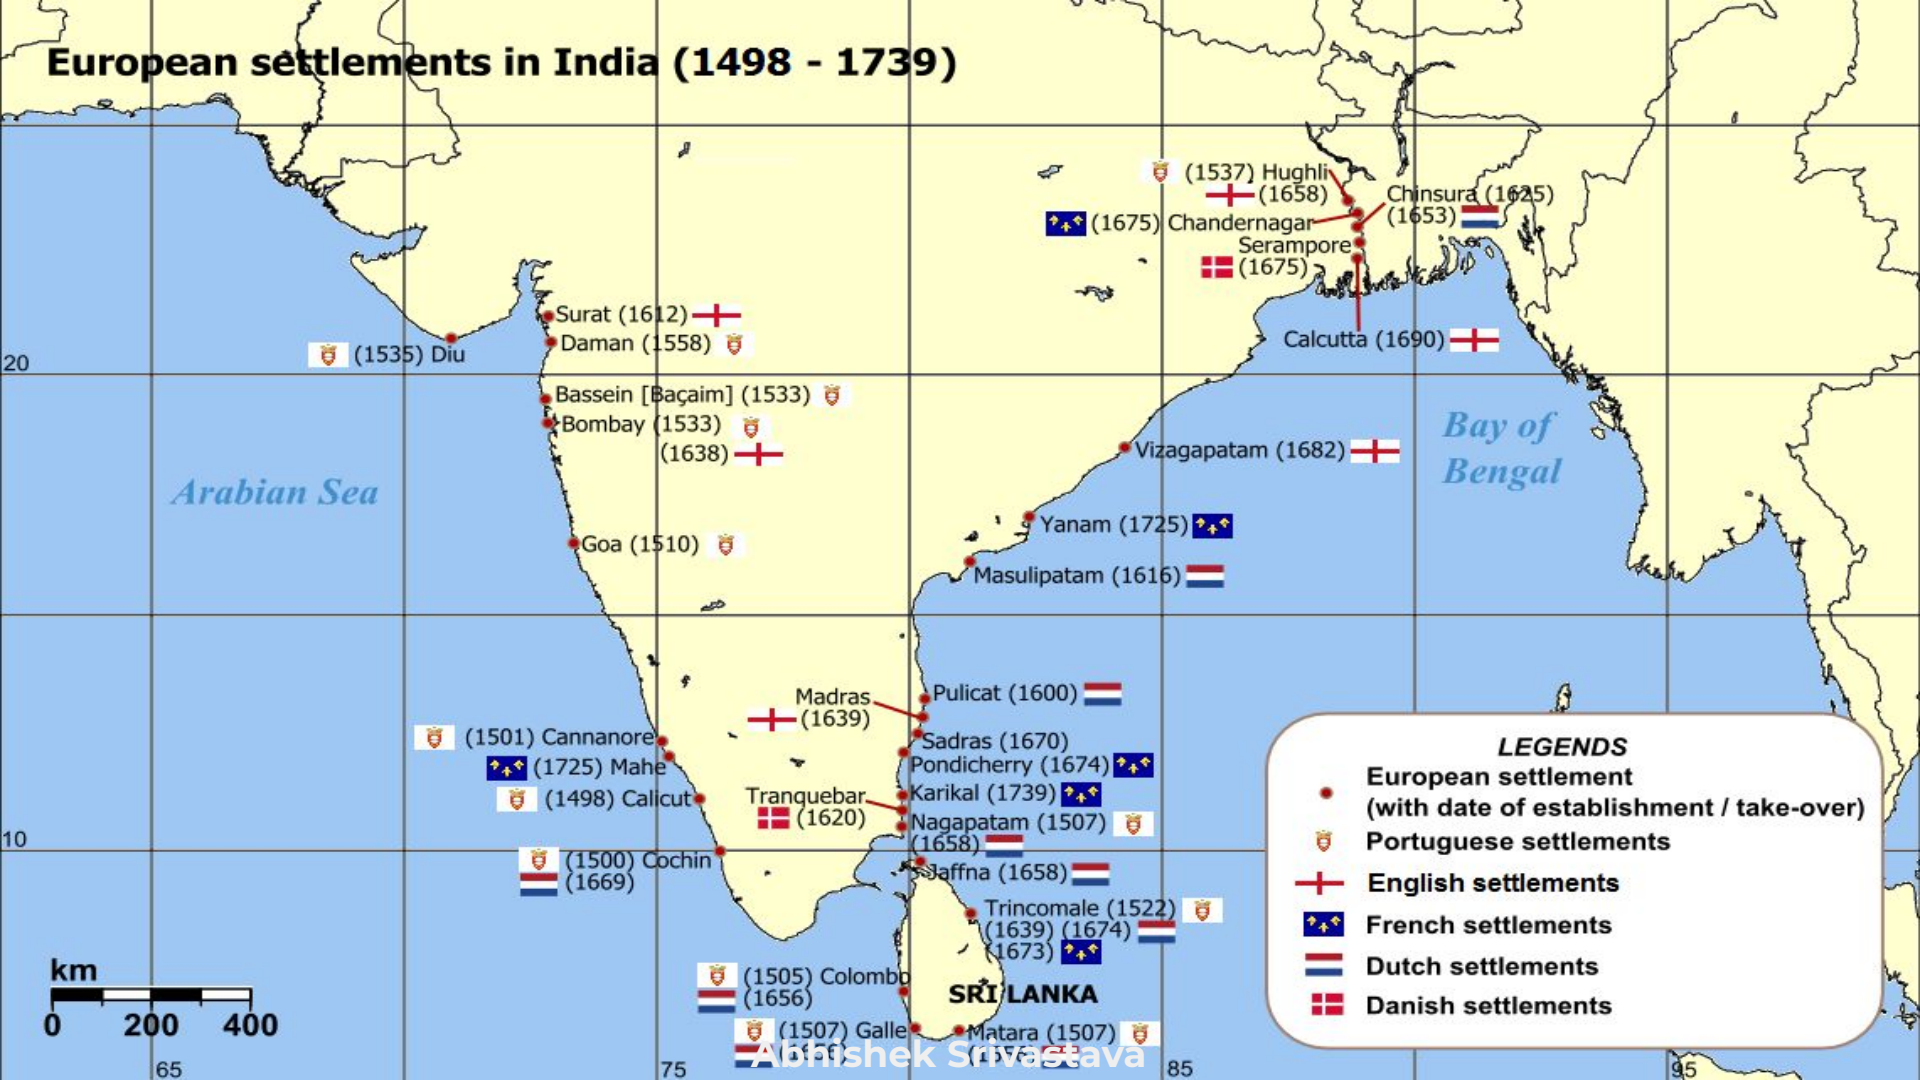 European settlements in India (1498 - 1739)
(1537) Hughli
(1658)
Chinsura (1625)
(1653)
(1675) Chandernagar
Serampore
(1675)
Calcutta (1690)
Surat (1612)
Daman (1558)
(1535) Diu
20
Bassein [Baçaim] (1533)
Bombay (1533)
(1638)
Bay of
Bengal
Vizagapatam (1682)
Arabian Sea
Yanam (1725)
Goa (1510)
Masulipatam (1616)
Madras
(1639)
Pulicat (1600)
(1501) Cannanore
Sadras (1670)
(1725) Mahe
Pondicherry (1674)
(1498) Calicut
Karikal (1739)
Tranquebar
(1620)
Nagapatam (1507)
(1658)
10
(1500) Cochin
(1669)
Jaffna (1658)
Trincomale (1522)
(1639) (1674)
(1673)
(1505) Colombo
(1656)
SRI LANKA
(1507) Galle
Matara (1507)
Abhishek Srivastava
km
0 200 400
65 75 85 95
LEGENDS
European settlement
(with date of establishment / take-over)
Portuguese settlements
English settlements
French settlements
Dutch settlements
Danish settlements